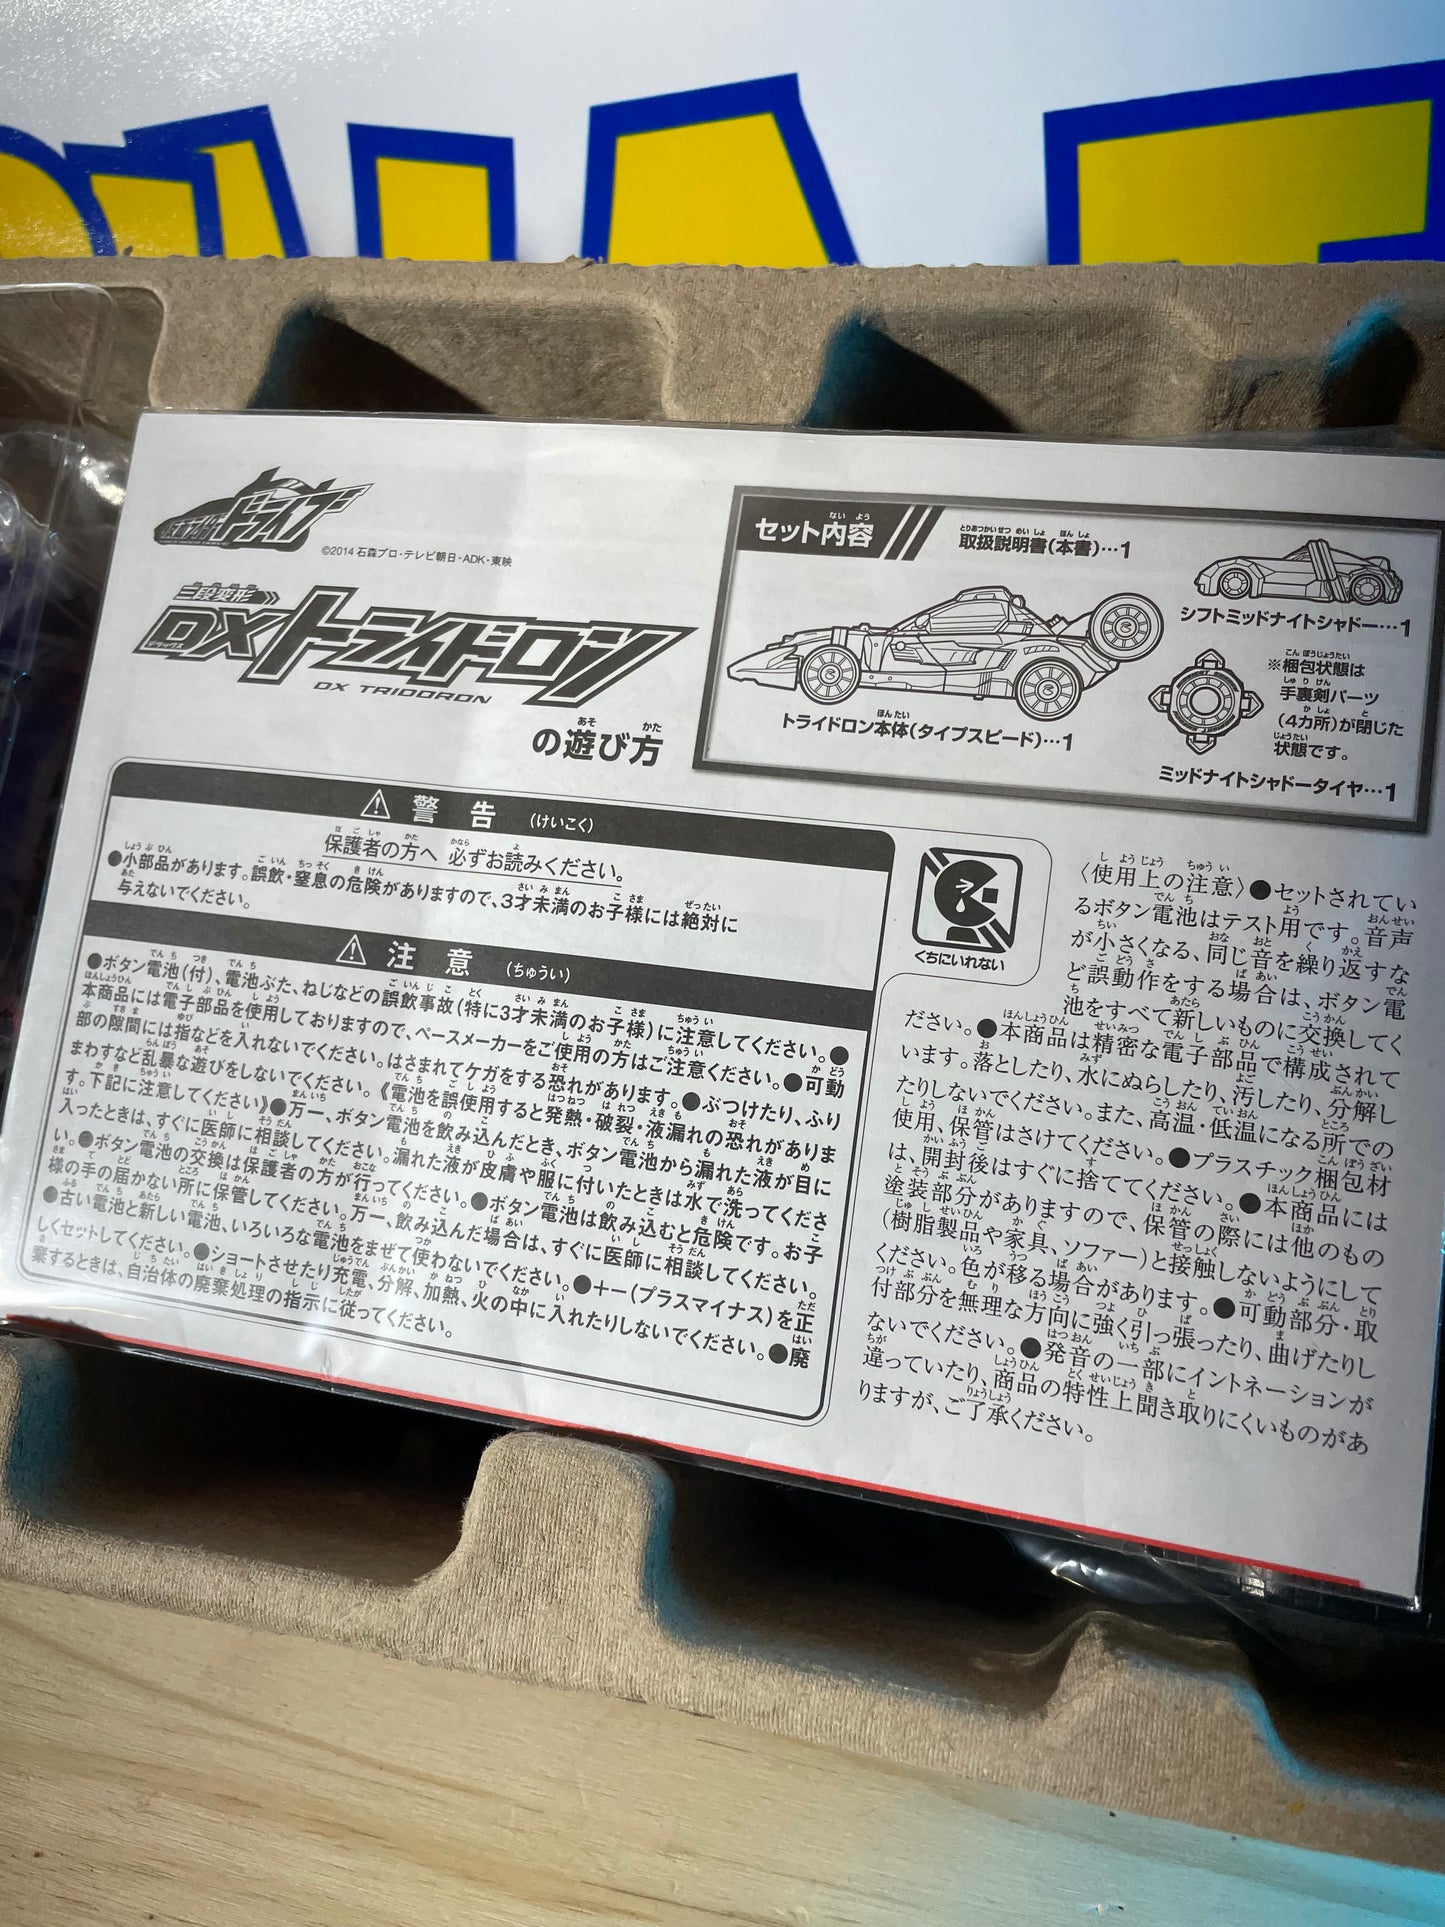 仮面ライダードライブ
©2014 石森プロ・テレビ朝日・ADK・東映
三段変形
DXトライドロン
デラックス
DX TRIDORON
の遊び方
セット内容
取扱説明書(本書)…1
シフトミッドナイトシャドー…1
トライドロン本体(タイプスピード)…1
※梱包状態は
手裏剣パーツ
(4カ所)が閉じた
状態です。
ミッドナイトシャドータイヤ…1
警告(けいこく)
保護者の方へ 必ずお読みください。
●小部品があります。誤飲・窒息の危険がありますので、3才未満のお子様には絶対に
与えないでください。
注意(ちゅうい)
●ボタン電池(付)、電池ぶた、ねじなどの誤飲事故(特に3才未満のお子様)に注意してください。●
本商品には電子部品を使用しておりますので、ペースメーカーをご使用の方はご注意ください。●可動
部の隙間には指などを入れないでください。はさまれてケガをする恐れがあります。●ぶつけたり、ふり
まわすなど乱暴な遊びをしないでください。《電池を誤使用すると発熱・破裂・液漏れの恐れがありま
す。下記に注意してください》●万一、ボタン電池を飲み込んだとき、ボタン電池から漏れた液が目に
入ったときは、すぐに医師に相談してください。漏れた液が皮膚や服に付いたときは水で洗ってくださ
い。●ボタン電池の交換は保護者の方が行ってください。●ボタン電池は飲み込むと危険です。お子
様の手の届かない所に保管してください。万一、飲み込んだ場合は、すぐに医師に相談してください。
●古い電池と新しい電池、いろいろな電池をまぜて使わないでください。●+−(プラスマイナス)を正
しくセットしてください。●ショートさせたり充電、分解、加熱、火の中に入れたりしないでください。●廃
棄するときは、自治体の廃棄処理の指示に従ってください。
くちにいれない
〈使用上の注意〉●セットされてい
るボタン電池はテスト用です。音声
が小さくなる、同じ音を繰り返すな
ど誤動作をする場合は、ボタン電
池をすべて新しいものに交換してく
ださい。●本商品は精密な電子部品で構成されて
います。落としたり、水にぬらしたり、汚したり、分解し
たりしないでください。また、高温・低温になる所での
使用、保管はさけてください。●プラスチック梱包材
は、開封後はすぐに捨ててください。●本商品には
塗装部分がありますので、保管の際には他のもの
(樹脂製品や家具、ソファー)と接触しないようにして
ください。色が移る場合があります。●可動部分・取
付部分を無理な方向に強く引っ張ったり、曲げたりし
ないでください。●発音の一部にイントネーションが
違っていたり、商品の特性上聞き取りにくいものがあ
りますが、ご了承ください。